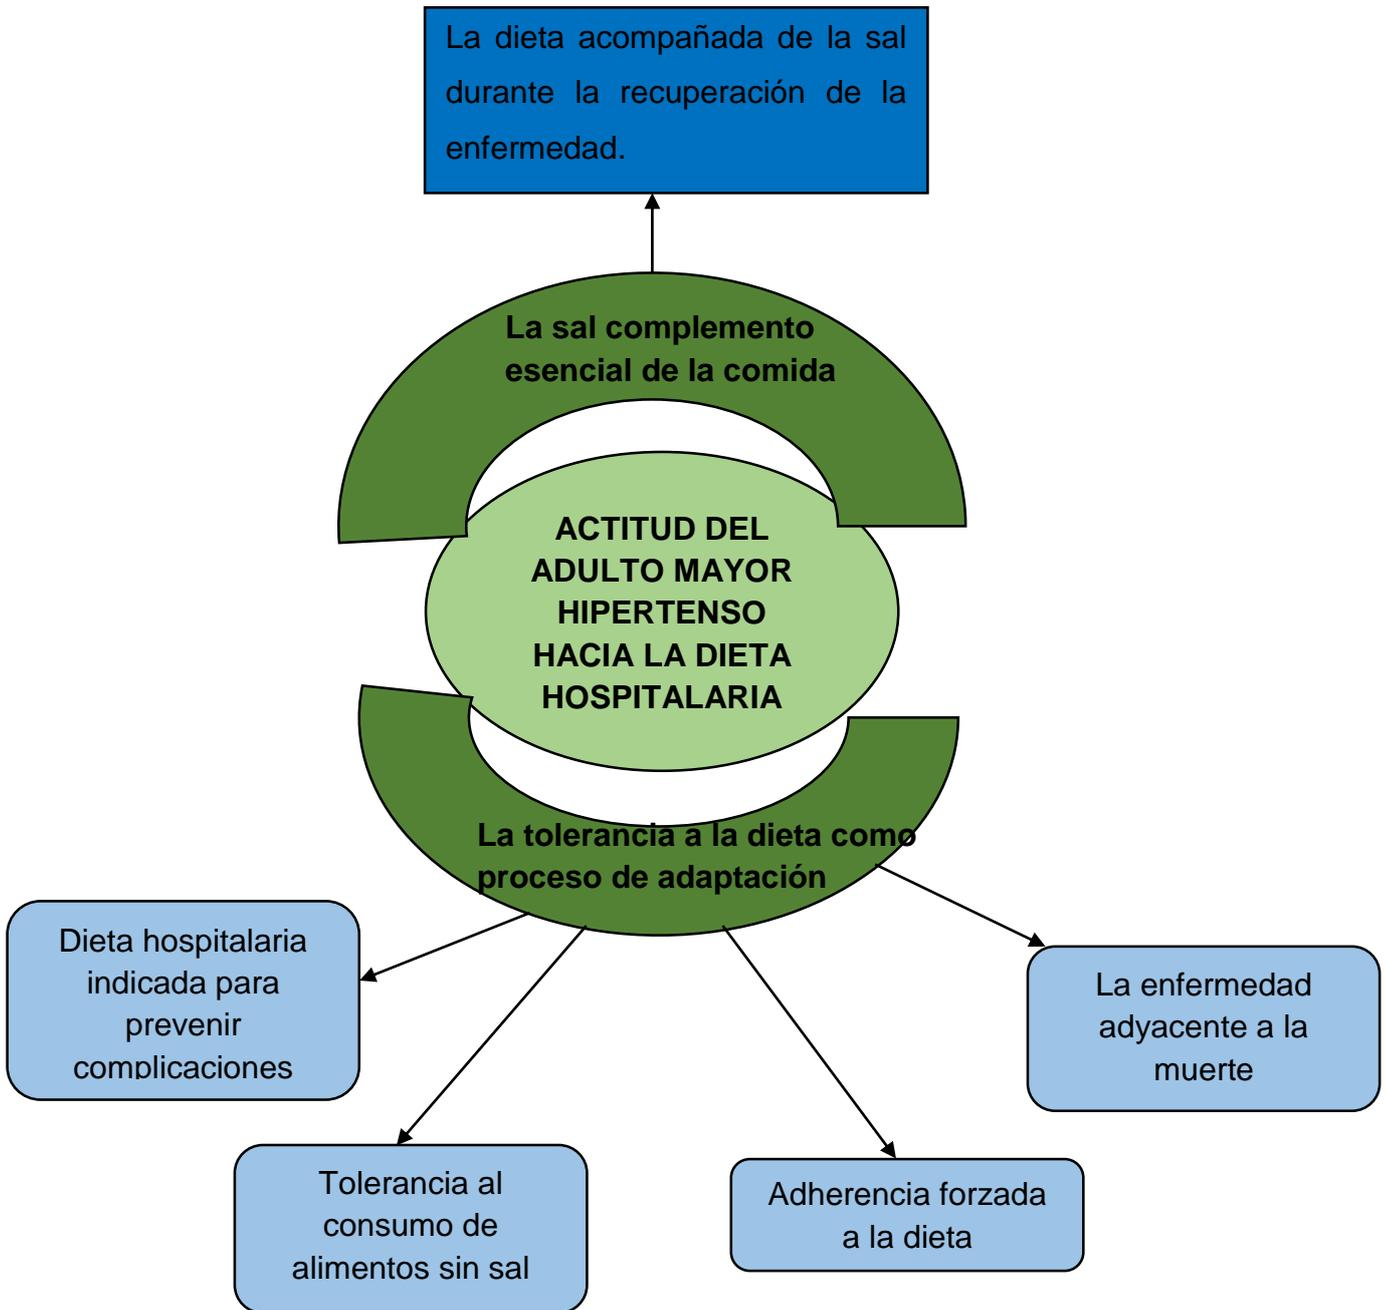 La dieta acompañada de la sal
durante la recuperación de la
enfermedad.
La sal complemento
esencial de la comida
ACTITUD DEL
ADULTO MAYOR
HIPERTENSO
HACIA LA DIETA
HOSPITALARIA
La tolerancia a la dieta como
proceso de adaptación
Dieta hospitalaria
indicada para
prevenir
complicaciones
La enfermedad
adyacente a la
muerte
Tolerancia al
consumo de
alimentos sin sal
Adherencia forzada
a la dieta